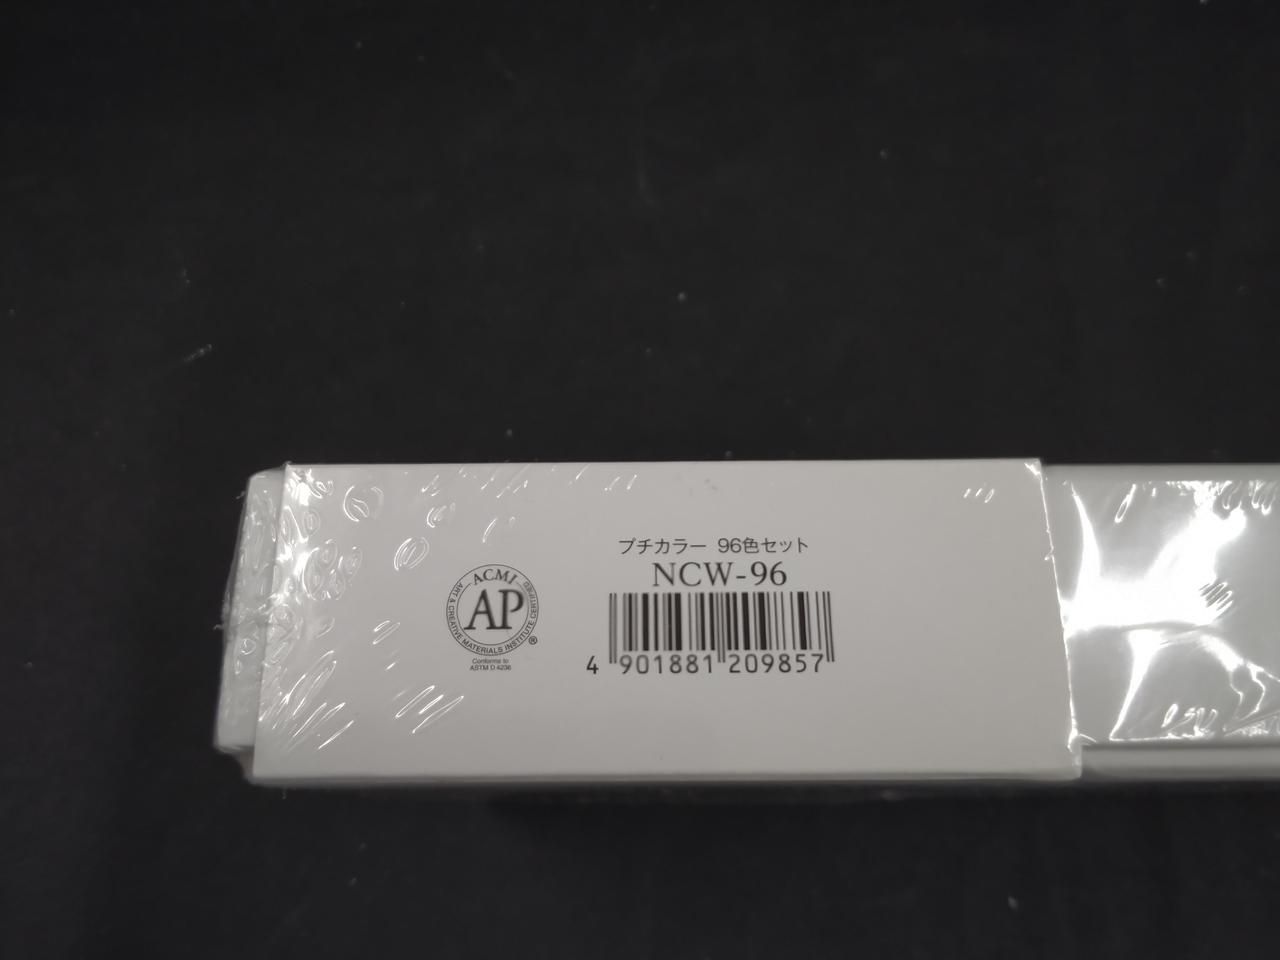 プチカラー 96色セット
NCW-96
4 901881 209857
ACMI
AP
ART & CREATIVE MATERIALS INSTITUTE CERTIFIED
®
Conforms to
ASTM D 4236